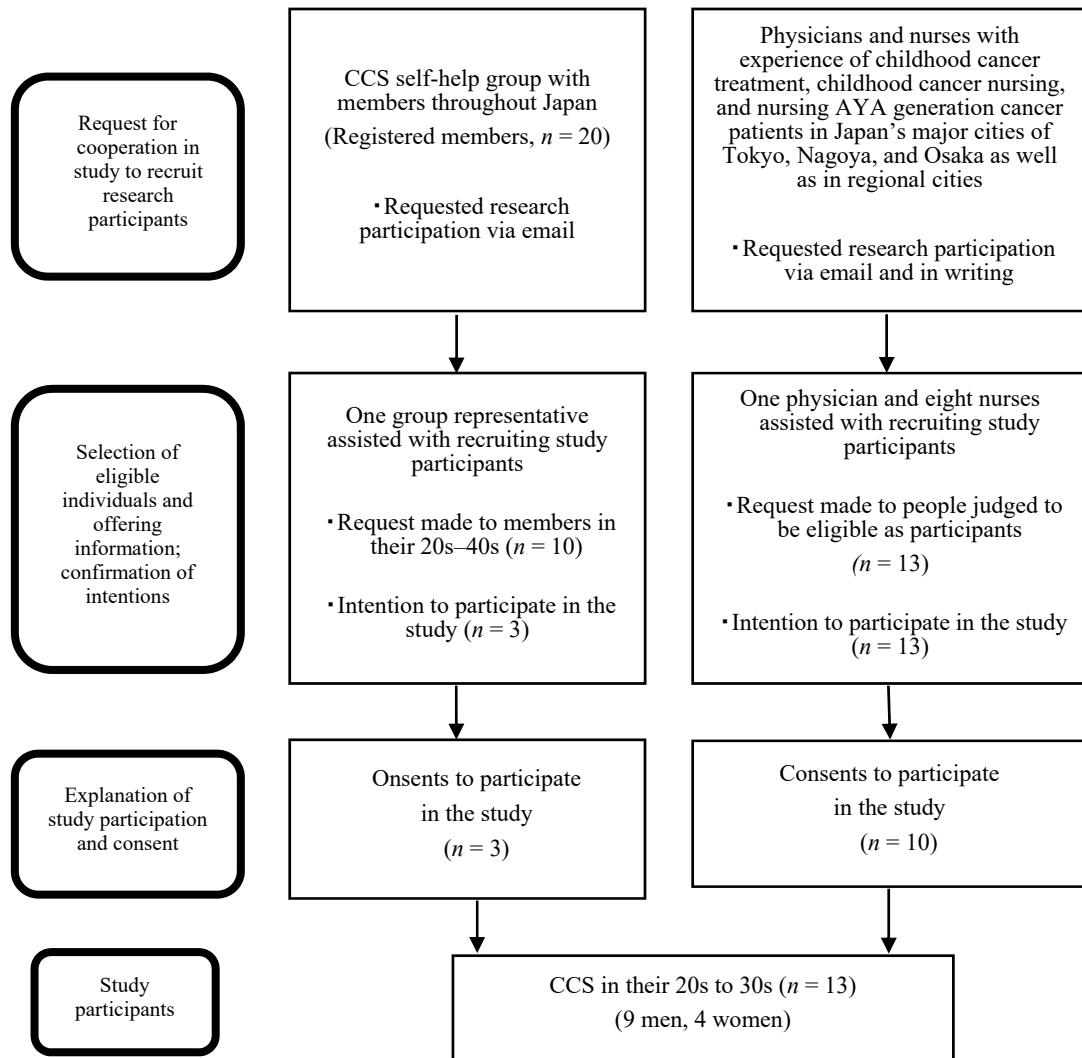 Request for
cooperation in
study to recruit
research
participants
CCS self-help group with
members throughout Japan
(Registered members, n = 20)
・Requested research
participation via email
Physicians and nurses with
experience of childhood cancer
treatment, childhood cancer nursing,
and nursing AYA generation cancer
patients in Japan’s major cities of
Tokyo, Nagoya, and Osaka as well
as in regional cities
・Requested research participation
via email and in writing
Selection of
eligible
individuals and
offering
information;
confirmation of
intentions
One group representative
assisted with recruiting study
participants
・Request made to members in
their 20s–40s (n = 10)
・Intention to participate in the
study (n = 3)
One physician and eight nurses
assisted with recruiting study
participants
・Request made to people judged to
be eligible as participants
(n = 13)
・Intention to participate in the study
(n = 13)
Explanation of
study participation
and consent
Onsents to participate
in the study
(n = 3)
Consents to participate
in the study
(n = 10)
Study
participants
CCS in their 20s to 30s (n = 13)
(9 men, 4 women)